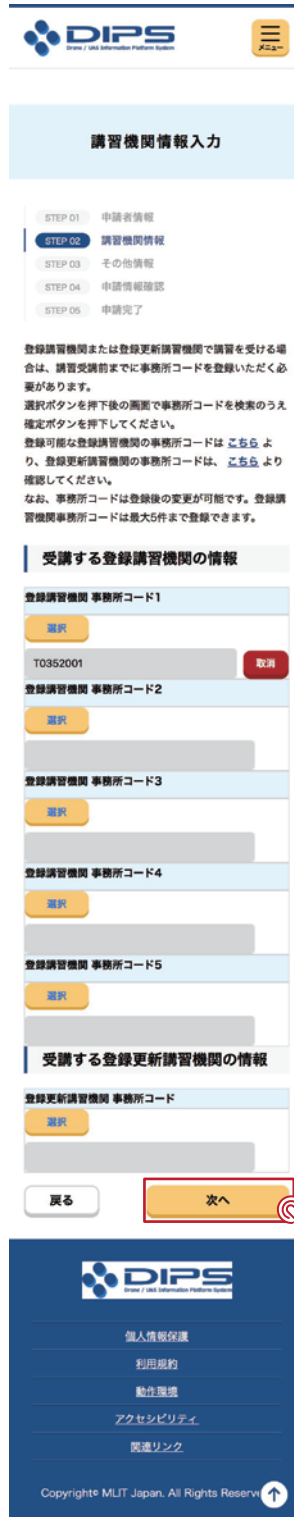 DIPS
Drone / UAS Information Platform System
メニュー
講習機関情報入力
STEP 01 申請者情報
STEP 02 講習機関情報
STEP 03 その他情報
STEP 04 申請情報確認
STEP 05 申請完了
登録講習機関または登録更新講習機関で講習を受ける場
合は、講習受講前までに事務所コードを登録いただく必
要があります。
選択ボタンを押下後の画面で事務所コードを検索のうえ
確定ボタンを押下してください。
登録可能な登録講習機関の事務所コードは こちら よ
り、登録更新講習機関の事務所コードは、 こちら より
確認してください。
なお、事務所コードは登録後の変更が可能です。登録講
習機関事務所コードは最大5件まで登録できます。
受講する登録講習機関の情報
登録講習機関 事務所コード1
選択
T0352001 取消
登録講習機関 事務所コード2
選択
登録講習機関 事務所コード3
選択
登録講習機関 事務所コード4
選択
登録講習機関 事務所コード5
選択
受講する登録更新講習機関の情報
登録更新講習機関 事務所コード
選択
戻る 次へ
DIPS
Drone / UAS Information Platform System
個人情報保護
利用規約
動作環境
アクセシビリティ
関連リンク
Copyright© MLIT Japan. All Rights Reserve